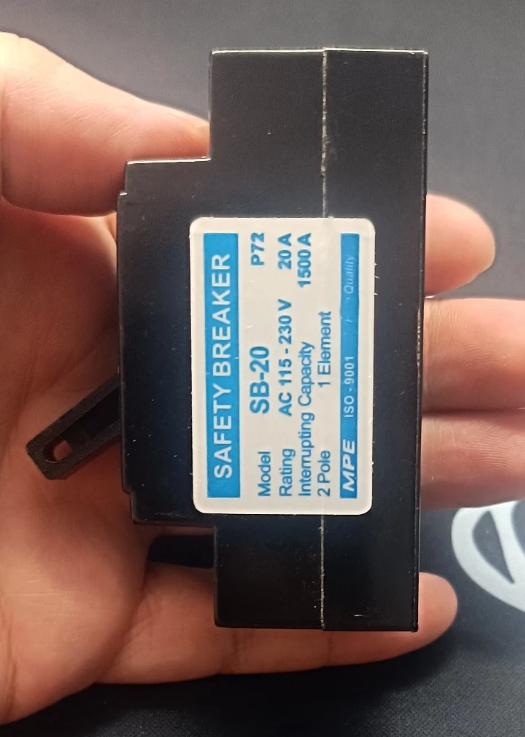 SAFETY BREAKER
Model SB-20 P72
Rating AC 115 - 230 V 20 A
Interrupting Capacity 1500 A
2 Pole 1 Element
MPE ISO - 9001 Quality